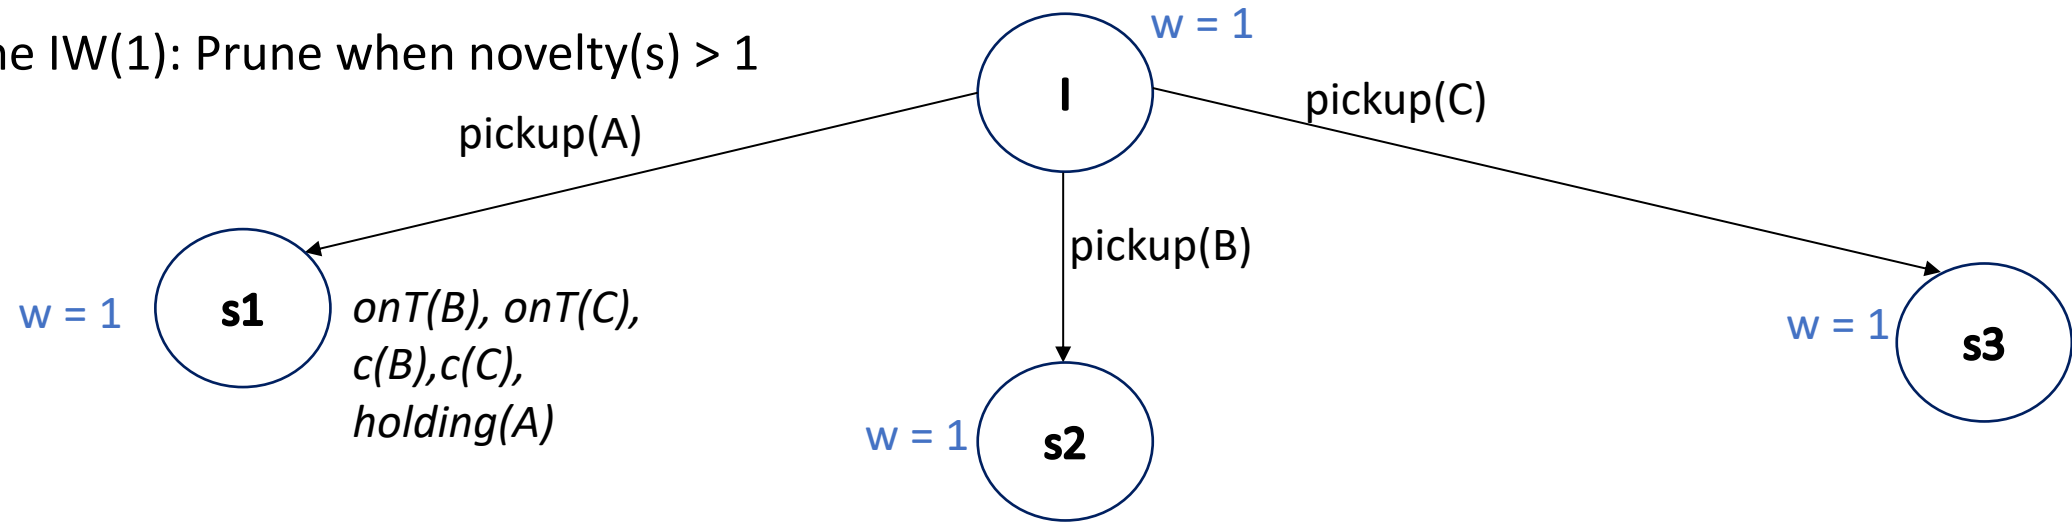 w = 1
IW(1): Prune when novelty(s) > 1
I
pickup(C)
pickup(A)
pickup(B)
w = 1
s1
onT(B), onT(C),
c(B),c(C),
holding(A)
w = 1
s3
w = 1
s2